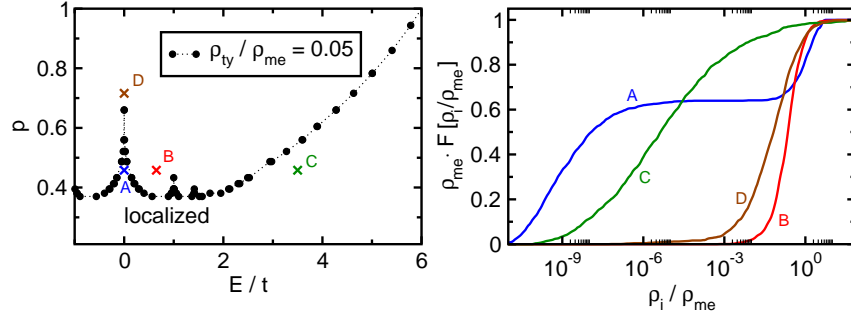 ρty / ρme = 0.05
p
1
0.8
0.6
0.4
D
B
A
C
localized
0
2
4
6
E / t
ρme · F [ρi/ρme]
1
0.8
0.6
0.4
0.2
0
A
C
D
B
10⁻⁹
10⁻⁶
10⁻³
10⁰
ρi / ρme